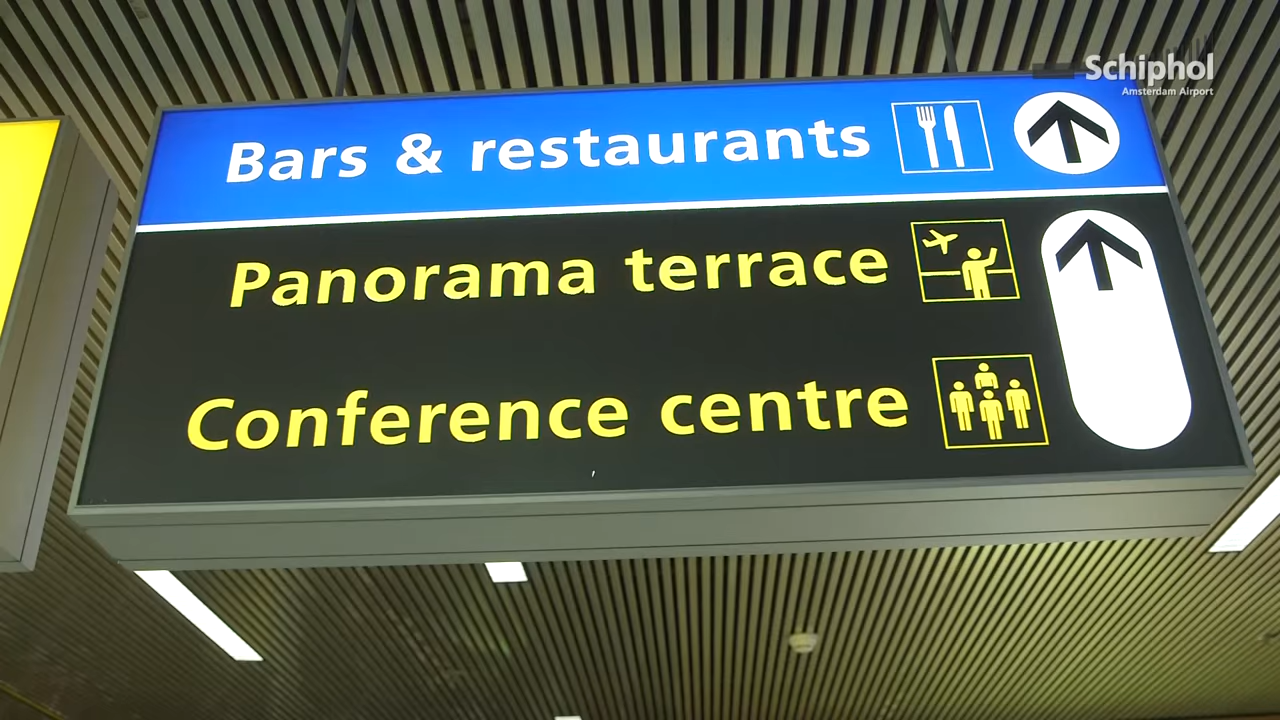 Schiphol
Amsterdam Airport
Bars & restaurants
Panorama terrace
Conference centre